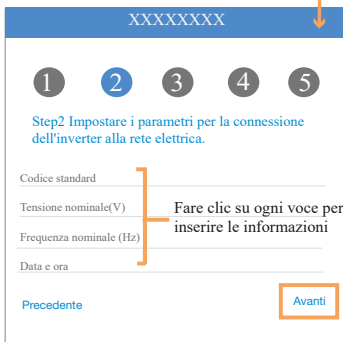 XXXXXXXX
1 2 3 4 5
Step2 Impostare i parametri per la connessione
dell'inverter alla rete elettrica.
Codice standard
Tensione nominale(V)
Frequenza nominale (Hz)
Data e ora
Fare clic su ogni voce per
inserire le informazioni
Precedente
Avanti